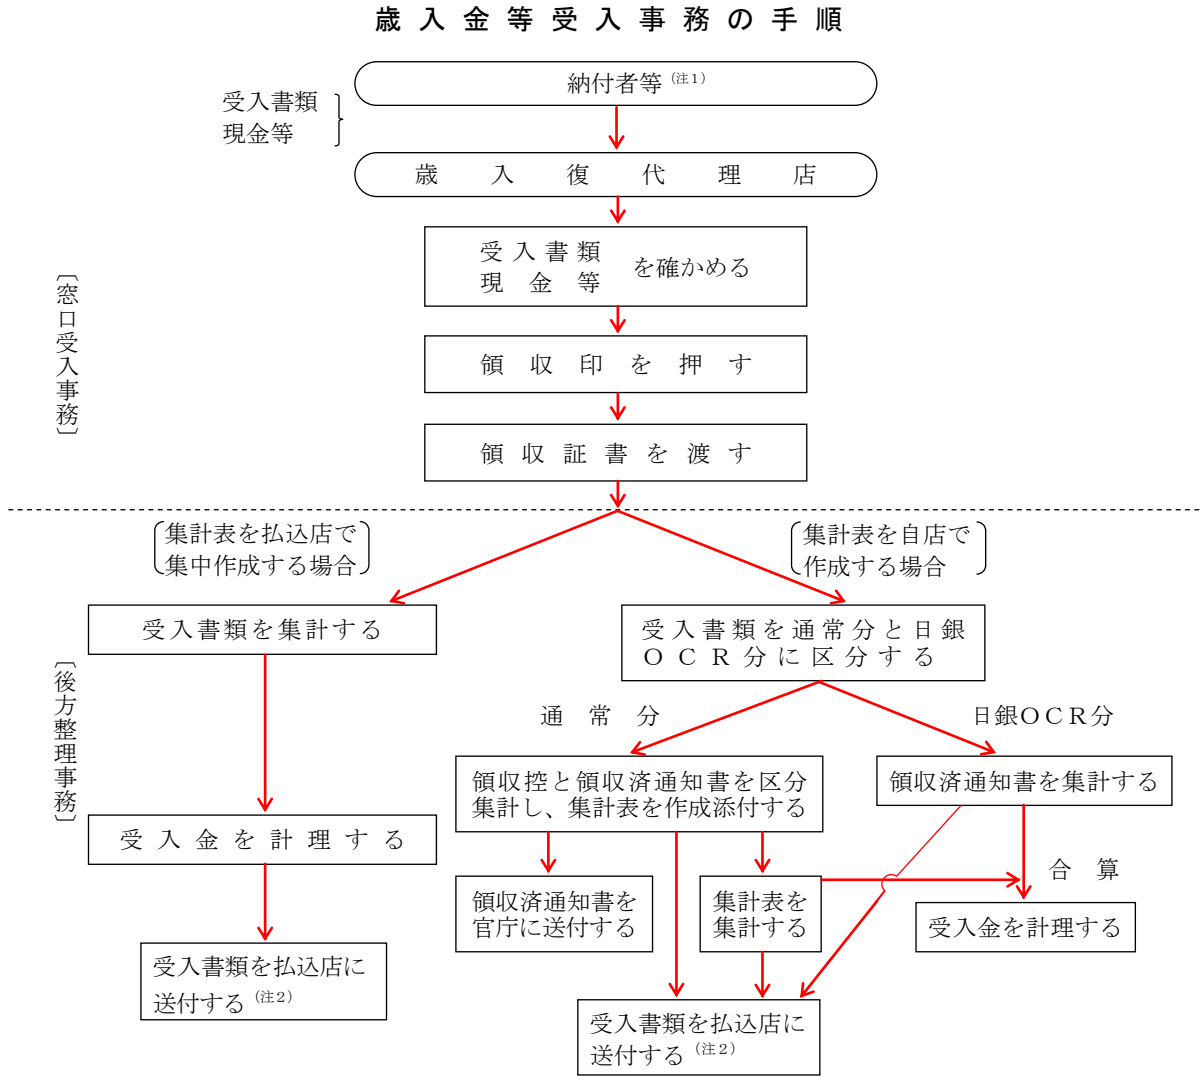 歳入金等受入事務の手順
納付者等(注1)
受入書類
現金等
歳入復代理店
受入書類
現金等
を確かめる
〔窓口受入事務〕
領収印を押す
領収証書を渡す
集計表を払込店で
集中作成する場合
集計表を自店で
作成する場合
受入書類を集計する
受入書類を通常分と日銀
OCR分に区分する
〔後方整理事務〕
通常分
日銀OCR分
領収控と領収済通知書を区分
集計し、集計表を作成添付する
領収済通知書を集計する
受入金を計理する
合算
領収済通知書を
官庁に送付する
集計表を
集計する
受入金を計理する
受入書類を払込店に
送付する(注2)
受入書類を払込店に
送付する(注2)